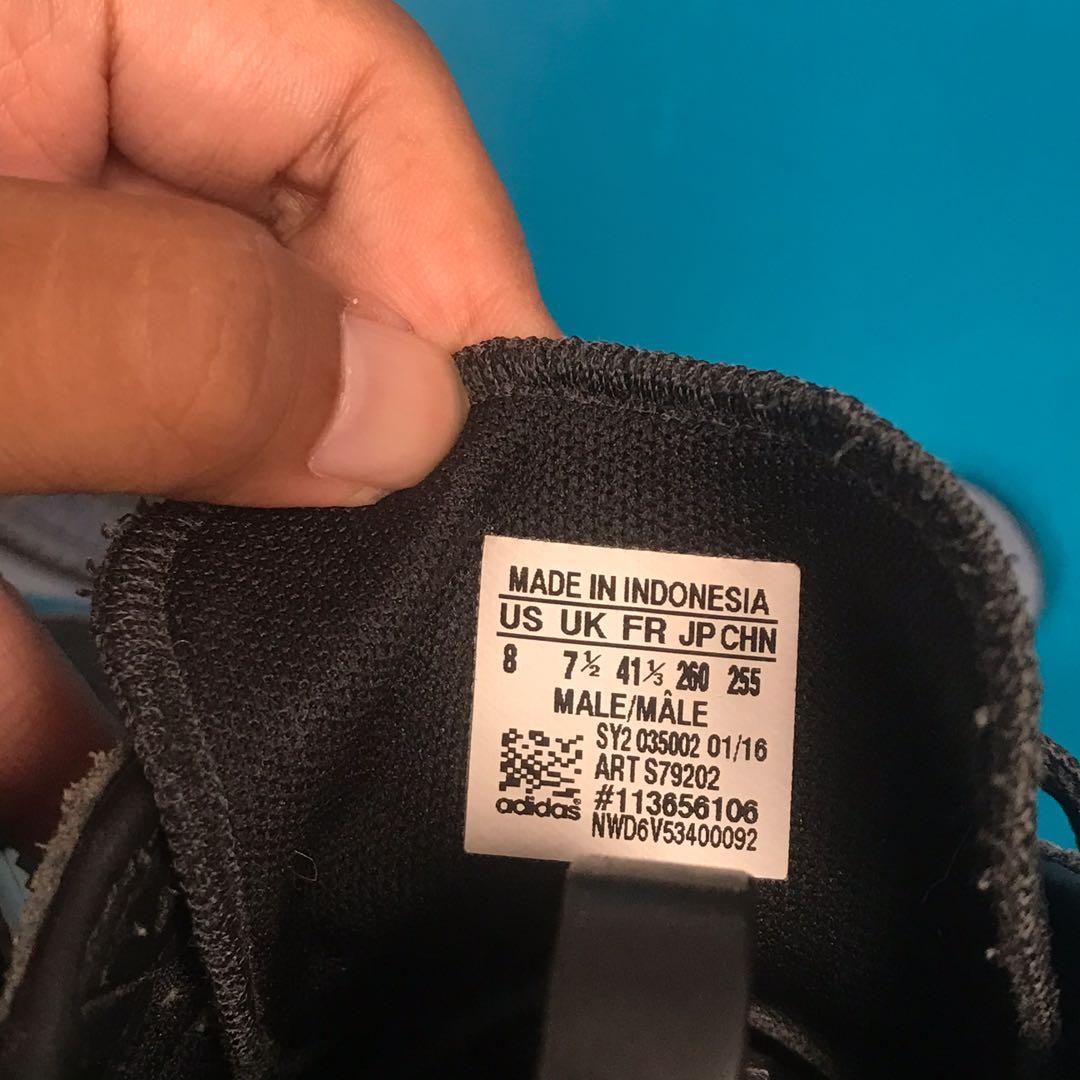 MADE IN INDONESIA
US UK FR JP CHN
8 7½ 41⅓ 260 255
MALE/MÂLE
SY2 035002 01/16
ART S79202
#113656106
adidas®
NWD6V53400092